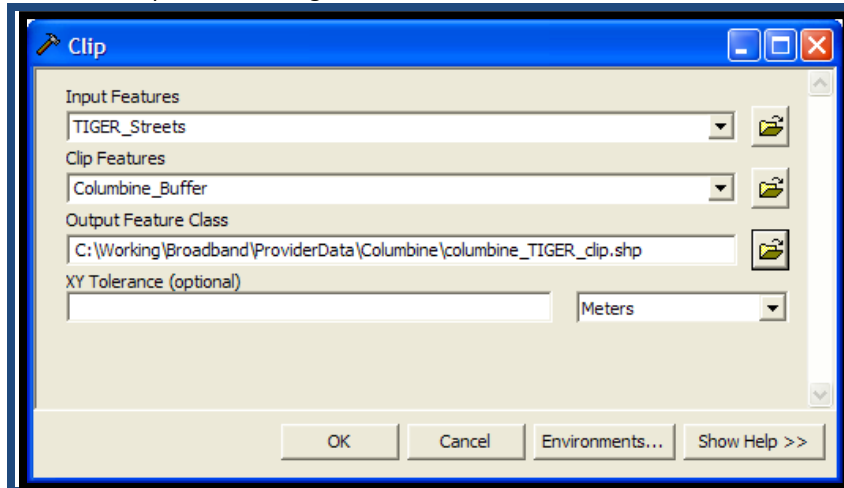 Clip
Input Features
TIGER_Streets
Clip Features
Columbine_Buffer
Output Feature Class
C:\Working\Broadband\ProviderData\Columbine\columbine_TIGER_clip.shp
XY Tolerance (optional)
Meters
OK Cancel Environments... Show Help >>